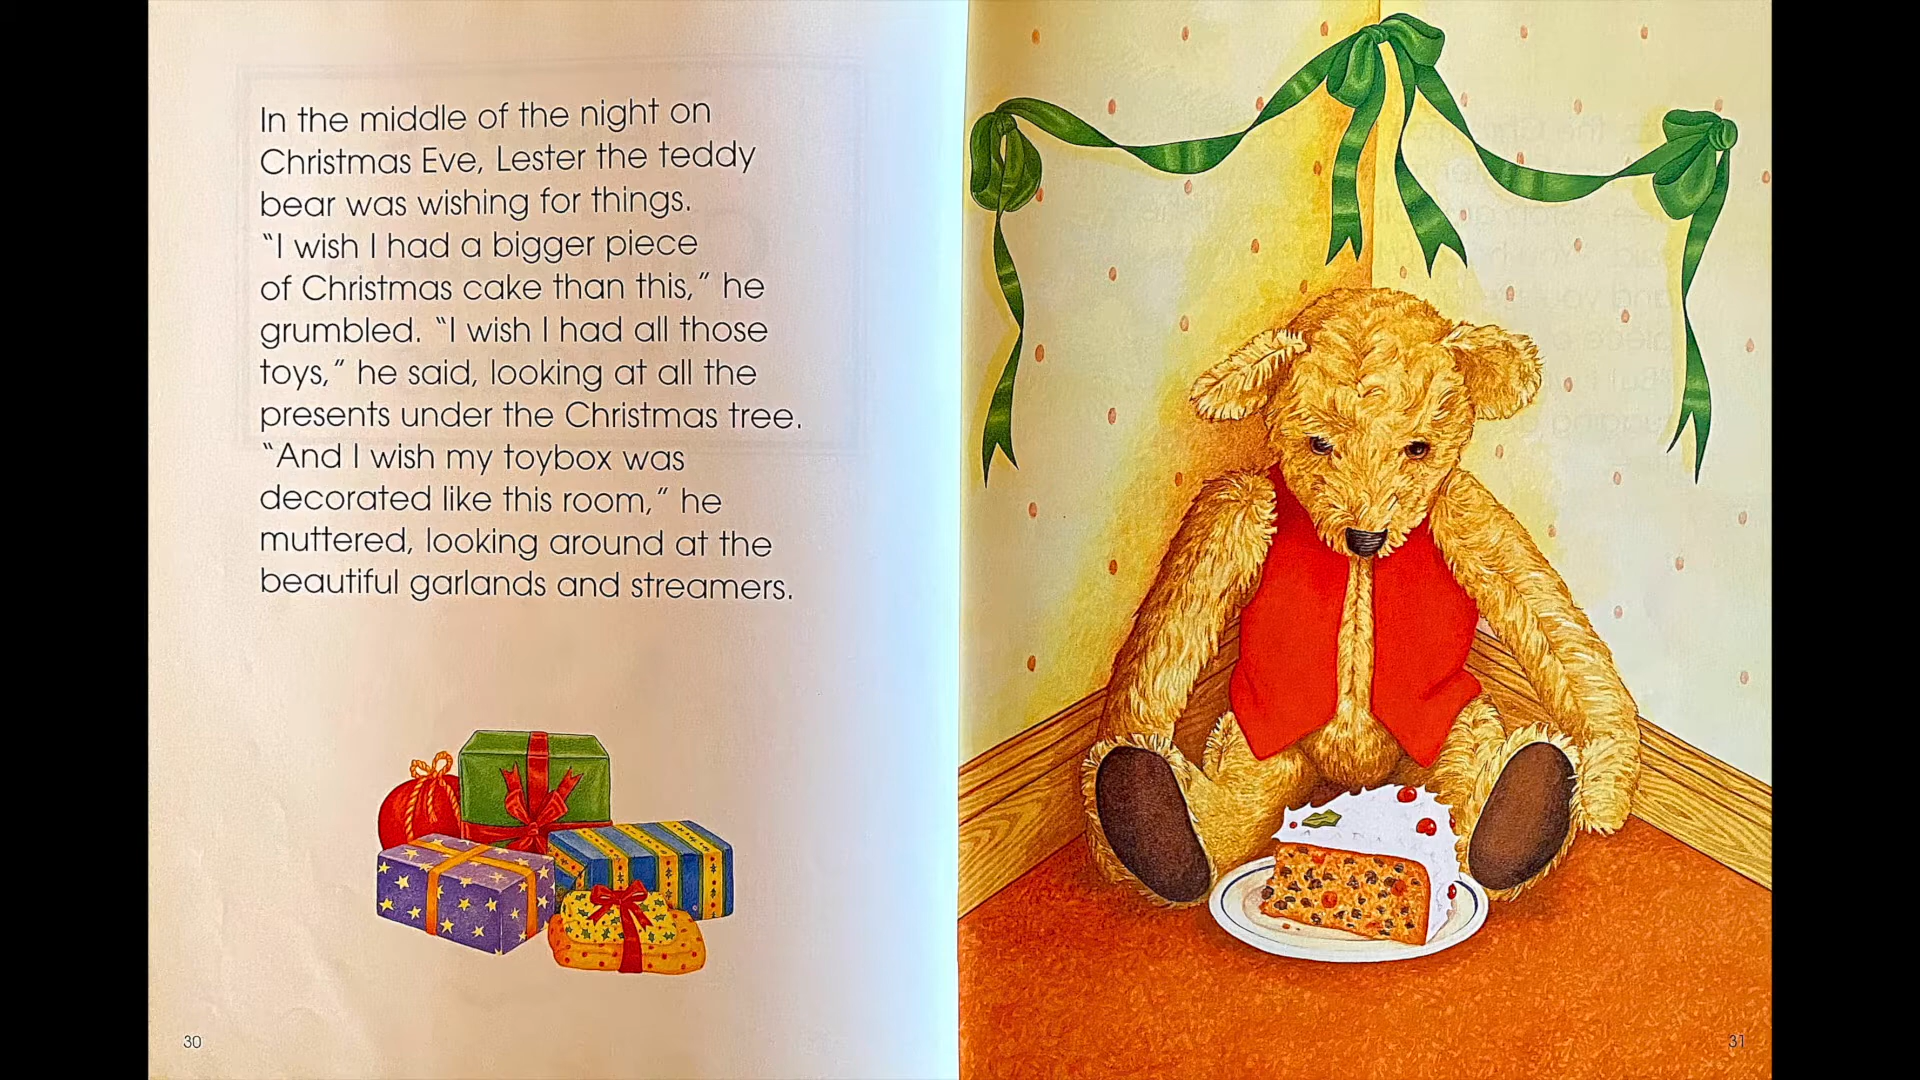 In the middle of the night on
Christmas Eve, Lester the teddy
bear was wishing for things.
“I wish I had a bigger piece
of Christmas cake than this,” he
grumbled. “I wish I had all those
toys,” he said, looking at all the
presents under the Christmas tree.
“And I wish my toybox was
decorated like this room,” he
muttered, looking around at the
beautiful garlands and streamers.
30
31